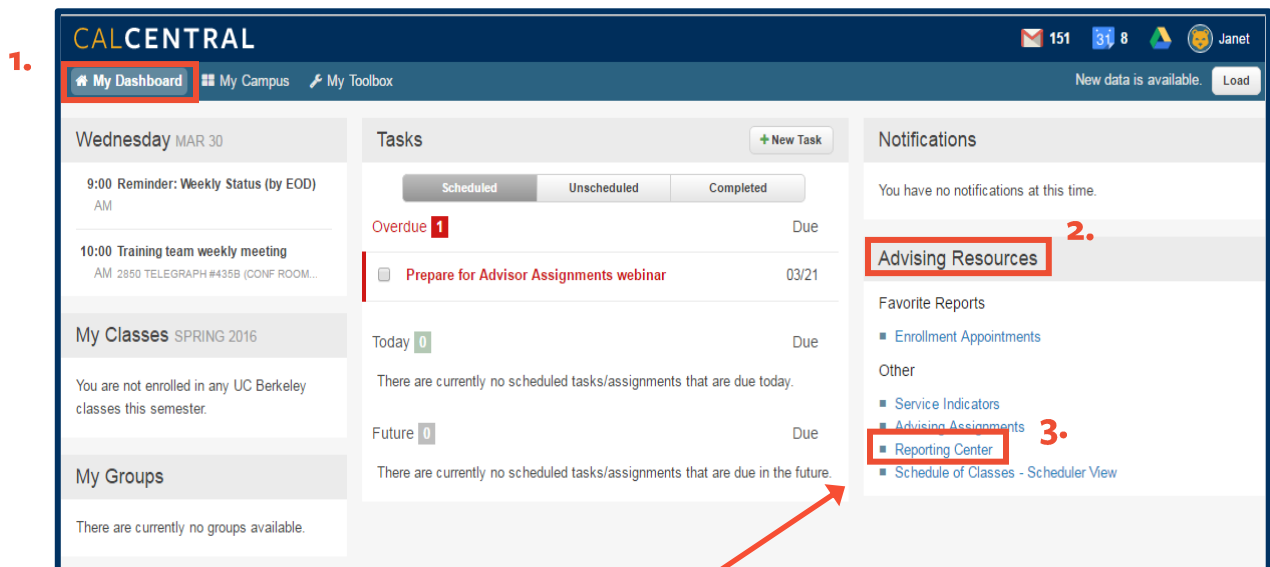 CALCENTRAL
151 31 8 Janet
1.
My Dashboard My Campus My Toolbox
New data is available. Load
Wednesday MAR 30
9:00 Reminder: Weekly Status (by EOD)
AM
10:00 Training team weekly meeting
AM 2850 TELEGRAPH #435B (CONF ROOM...
My Classes SPRING 2016
You are not enrolled in any UC Berkeley
classes this semester.
My Groups
There are currently no groups available.
Tasks
+ New Task
Scheduled Unscheduled Completed
Overdue 1 Due
Prepare for Advisor Assignments webinar 03/21
Today 0 Due
There are currently no scheduled tasks/assignments that are due today.
Future 0 Due
There are currently no scheduled tasks/assignments that are due in the future.
Notifications
You have no notifications at this time.
2.
Advising Resources
Favorite Reports
Enrollment Appointments
Other
Service Indicators
Advising Assignments
3.
Reporting Center
Schedule of Classes - Scheduler View